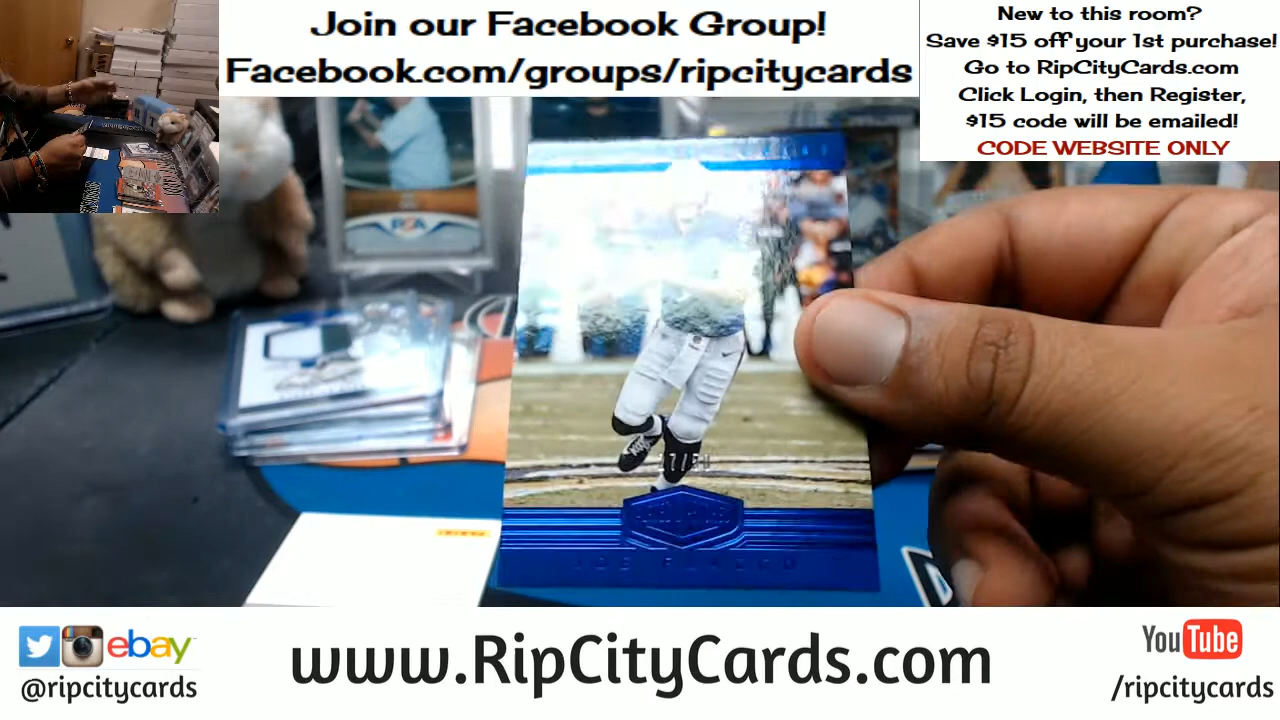 Join our Facebook Group!
Facebook.com/groups/ripcitycards
New to this room?
Save $15 off your 1st purchase!
Go to RipCityCards.com
Click Login, then Register,
$15 code will be emailed!
CODE WEBSITE ONLY
JOE FLACCO
ebay
@ripcitycards
www.RipCityCards.com
YouTube
/ripcitycards